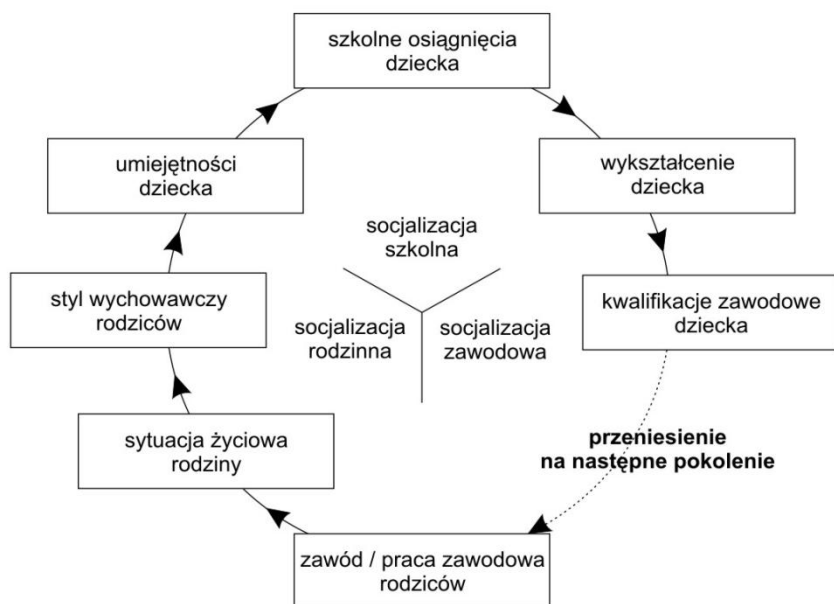 szkolne osiągnięcia
dziecka
umiejętności
dziecka
wykształcenie
dziecka
socjalizacja
szkolna
styl wychowawczy
rodziców
socjalizacja
rodzinna
socjalizacja
zawodowa
kwalifikacje zawodowe
dziecka
sytuacja życiowa
rodziny
przeniesienie
na następne pokolenie
zawód / praca zawodowa
rodziców